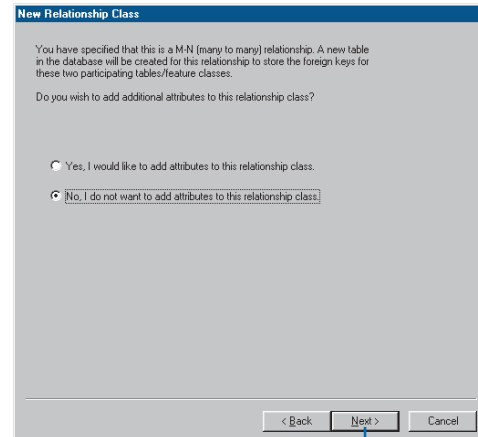 New Relationship Class
You have specified that this is a M-N (many to many) relationship. A new table
in the database will be created for this relationship to store the foreign keys for
these two participating tables/feature classes.
Do you wish to add additional attributes to this relationship class?
Yes, I would like to add attributes to this relationship class.
No, I do not want to add attributes to this relationship class.
< Back Next > Cancel